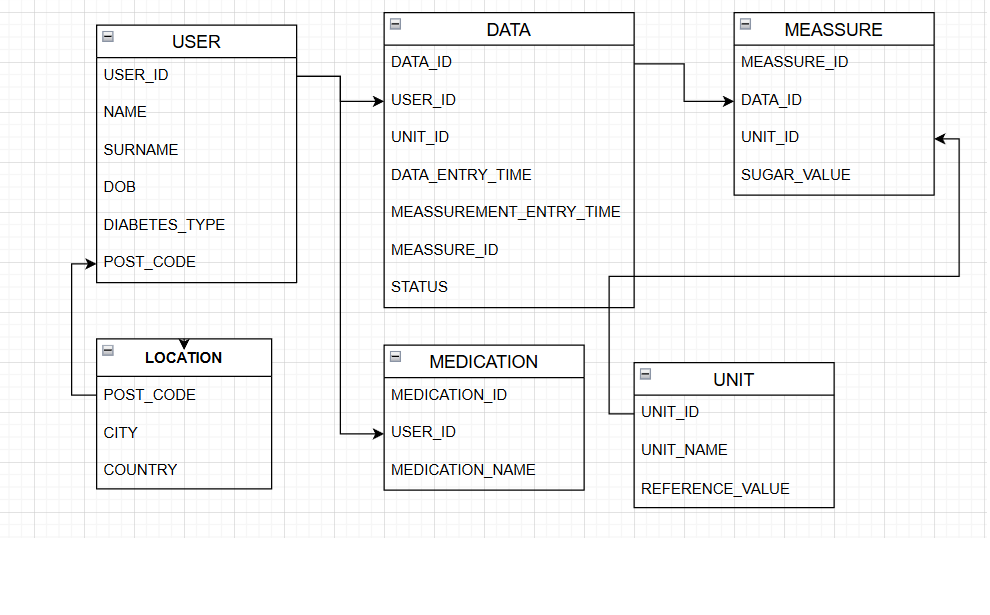 USER
USER_ID
NAME
SURNAME
DOB
DIABETES_TYPE
POST_CODE
DATA
DATA_ID
USER_ID
UNIT_ID
DATA_ENTRY_TIME
MEASSUREMENT_ENTRY_TIME
MEASSURE_ID
STATUS
MEASSURE
MEASSURE_ID
DATA_ID
UNIT_ID
SUGAR_VALUE
LOCATION
POST_CODE
CITY
COUNTRY
MEDICATION
MEDICATION_ID
USER_ID
MEDICATION_NAME
UNIT
UNIT_ID
UNIT_NAME
REFERENCE_VALUE